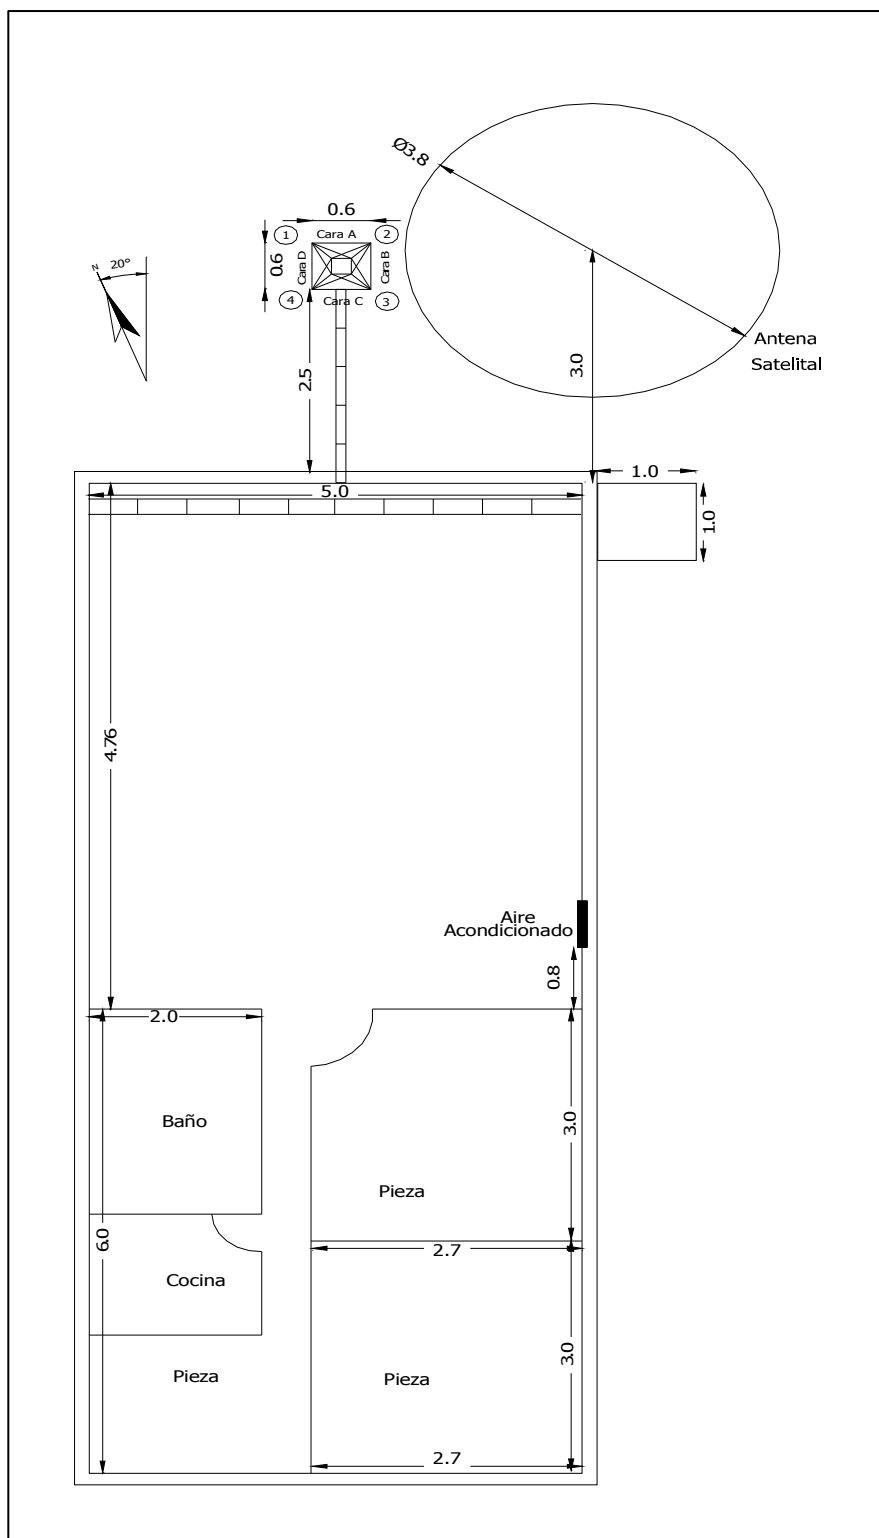 Ø3.8
0.6
1
Cara A
2
N
20°
0.6
Cara D
Cara B
4
Cara C
3
Antena
Satelital
3.0
2.5
1.0
5.0
1.0
4.76
Aire
Acondicionado
0.8
2.0
Baño
3.0
Pieza
6.0
2.7
Cocina
3.0
Pieza
Pieza
2.7